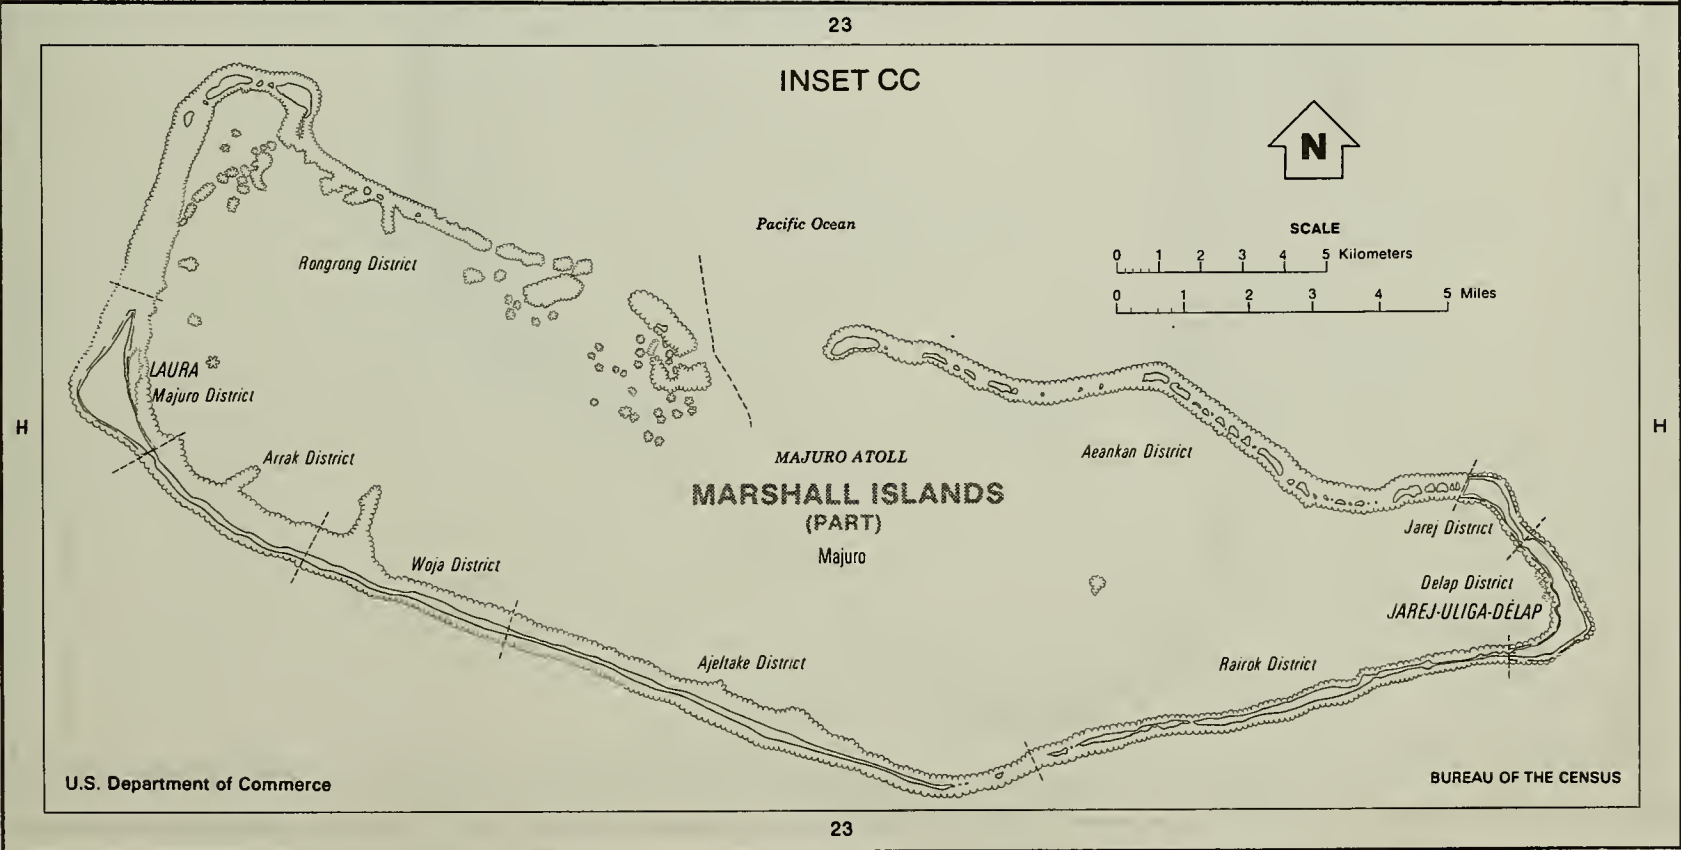 23
INSET CC
N
Pacific Ocean
SCALE
0 1 2 3 4 5 Kilometers
0 1 2 3 4 5 Miles
Rongrong District
LAURA
Majuro District
H
H
Arrak District
MAJURO ATOLL
Aeankan District
MARSHALL ISLANDS
(PART)
Majuro
Jarej District
Woja District
Delap District
JAREJ-ULIGA-DELAP
Ajeltake District
Rairok District
U.S. Department of Commerce
BUREAU OF THE CENSUS
23